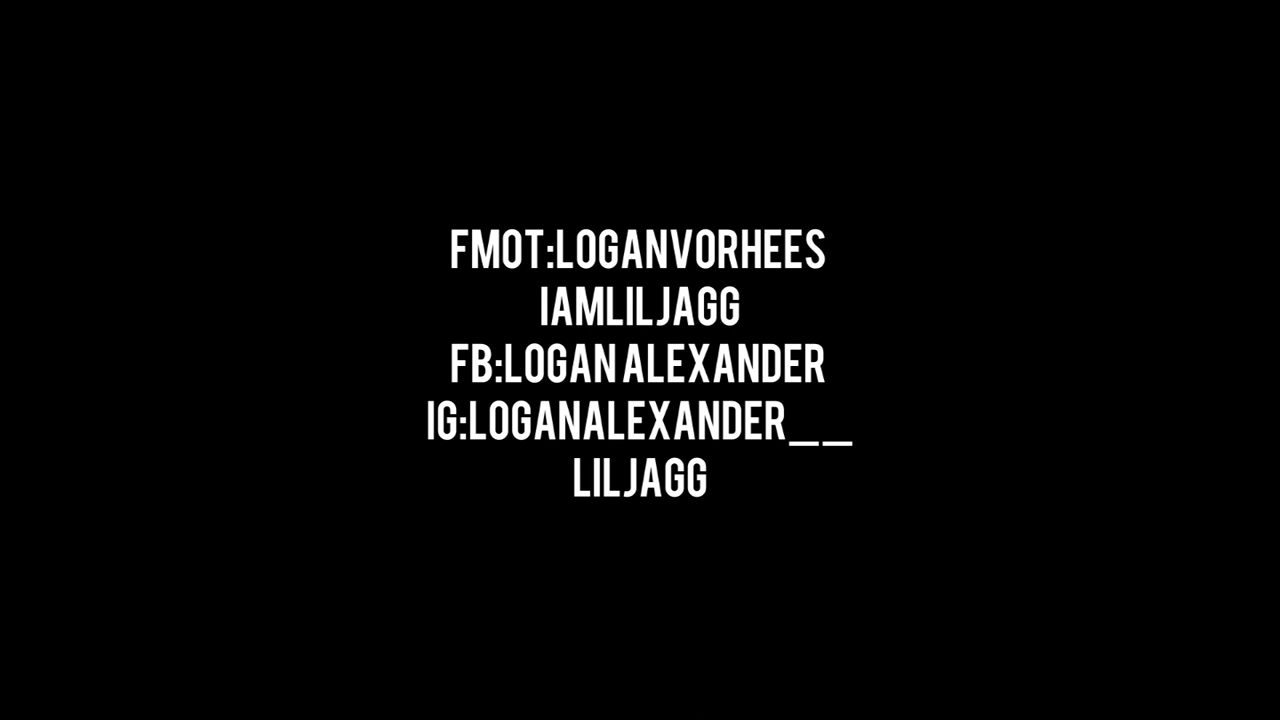 FMOT:LOGANVORHEES
IAMLILJAGG
FB:LOGAN ALEXANDER
IG:LOGANALEXANDER__
LILJAGG